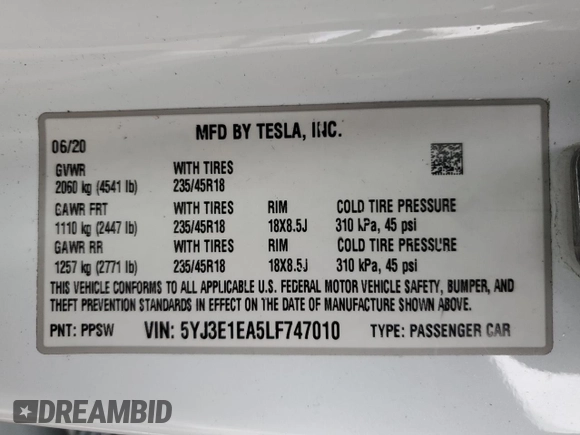 MFD BY TESLA, INC.
06/20
GVWR WITH TIRES
2060 kg (4541 lb) 235/45R18
GAWR FRT WITH TIRES RIM COLD TIRE PRESSURE
1110 kg (2447 lb) 235/45R18 18X8.5J 310 kPa, 45 psi
GAWR RR WITH TIRES RIM COLD TIRE PRESSURE
1257 kg (2771 lb) 235/45R18 18X8.5J 310 kPa, 45 psi
THIS VEHICLE CONFORMS TO ALL APPLICABLE U.S. FEDERAL MOTOR VEHICLE SAFETY, BUMPER, AND
THEFT PREVENTION STANDARDS IN EFFECT ON THE DATE OF MANUFACTURE SHOWN ABOVE.
PNT: PPSW VIN: 5YJ3E1EA5LF747010 TYPE: PASSENGER CAR
DREAMBID